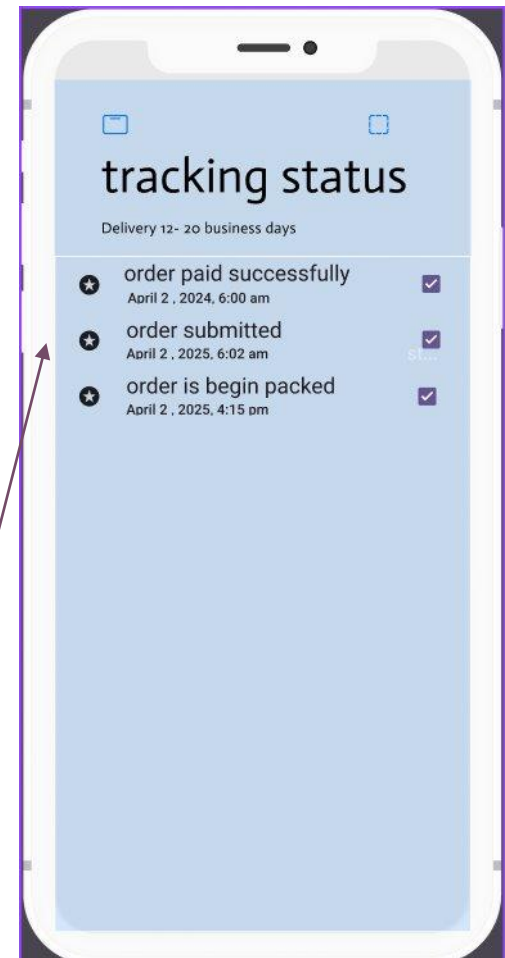 tracking status
Delivery 12- 20 business days
order paid successfully
April 2 , 2024, 6:00 am
order submitted
April 2 , 2025, 6:02 am
st...
order is begin packed
April 2 , 2025, 4:15 pm